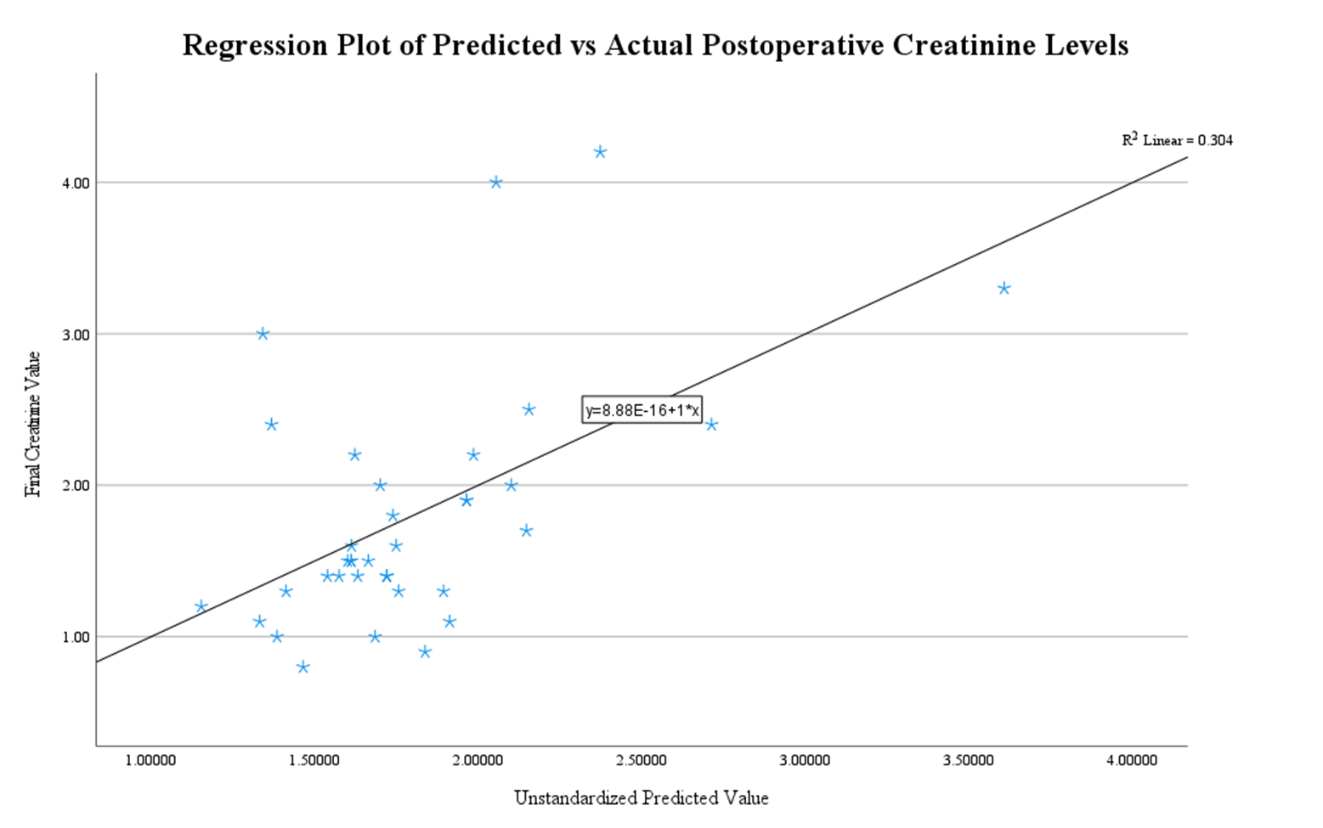 Regression Plot of Predicted vs Actual Postoperative Creatinine Levels
R² Linear = 0.304
4.00
3.00
y=8.88E-16+1*x
Final Creatinine Value
2.00
1.00
1.00000 1.50000 2.00000 2.50000 3.00000 3.50000 4.00000
Unstandardized Predicted Value